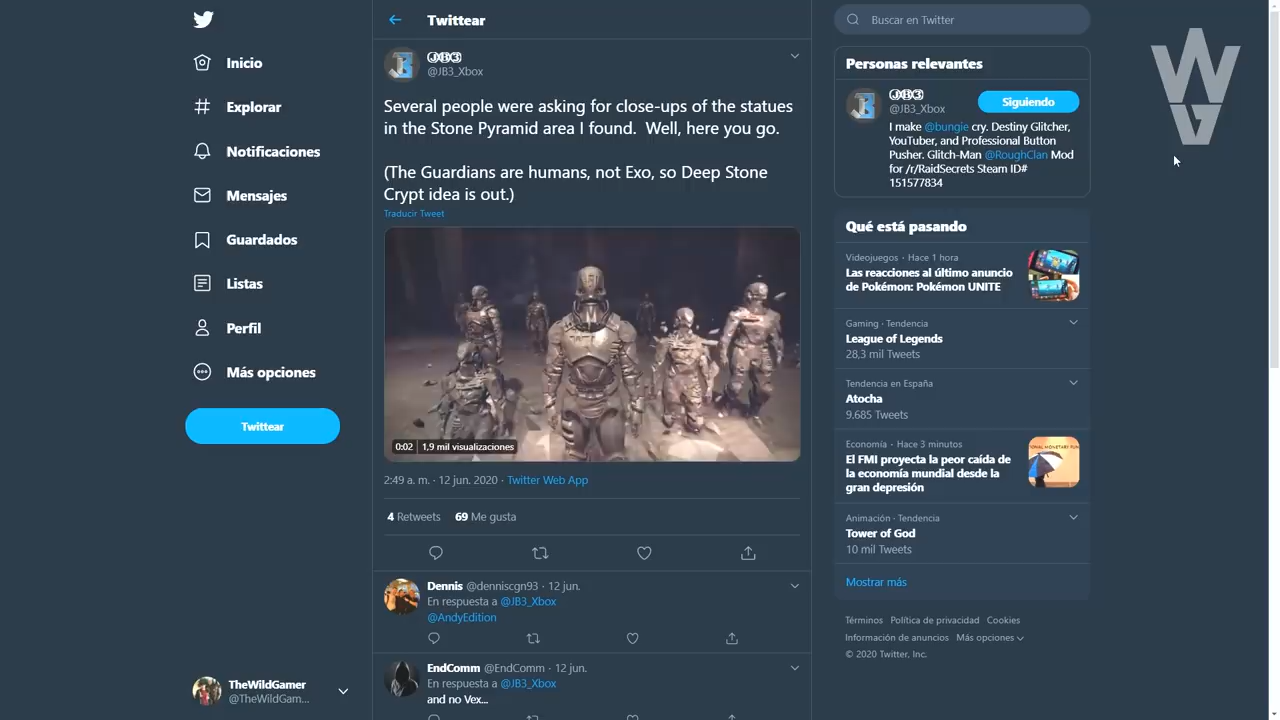 Twittear
@JB3_Xbox
Several people were asking for close-ups of the statues
in the Stone Pyramid area I found. Well, here you go.
(The Guardians are humans, not Exo, so Deep Stone
Crypt idea is out.)
Traducir Tweet
0:02 1,9 mil visualizaciones
2:49 a. m. · 12 jun. 2020 · Twitter Web App
4 Retweets 69 Me gusta
Dennis @denniscgn93 · 12 jun.
En respuesta a @JB3_Xbox
@AndyEdition
EndComm @EndComm · 12 jun.
En respuesta a @JB3_Xbox
and no Vex...
Inicio
Explorar
Notificaciones
Mensajes
Guardados
Listas
Perfil
Más opciones
Twittear
TheWildGamer
@TheWildGam...
Buscar en Twitter
Personas relevantes
@JB3_Xbox
Siguiendo
I make @bungie cry. Destiny Glitcher,
YouTuber, and Professional Button
Pusher. Glitch-Man @RoughClan Mod
for /r/RaidSecrets Steam ID#
151577834
Qué está pasando
Videojuegos · Hace 1 hora
Las reacciones al último anuncio
de Pokémon: Pokémon UNITE
Gaming · Tendencia
League of Legends
28,3 mil Tweets
Tendencia en España
Atocha
9.685 Tweets
Economía · Hace 3 minutos
El FMI proyecta la peor caída de
la economía mundial desde la
gran depresión
Animación · Tendencia
Tower of God
10 mil Tweets
Mostrar más
Términos Política de privacidad Cookies
Información de anuncios Más opciones
© 2020 Twitter, Inc.
WG